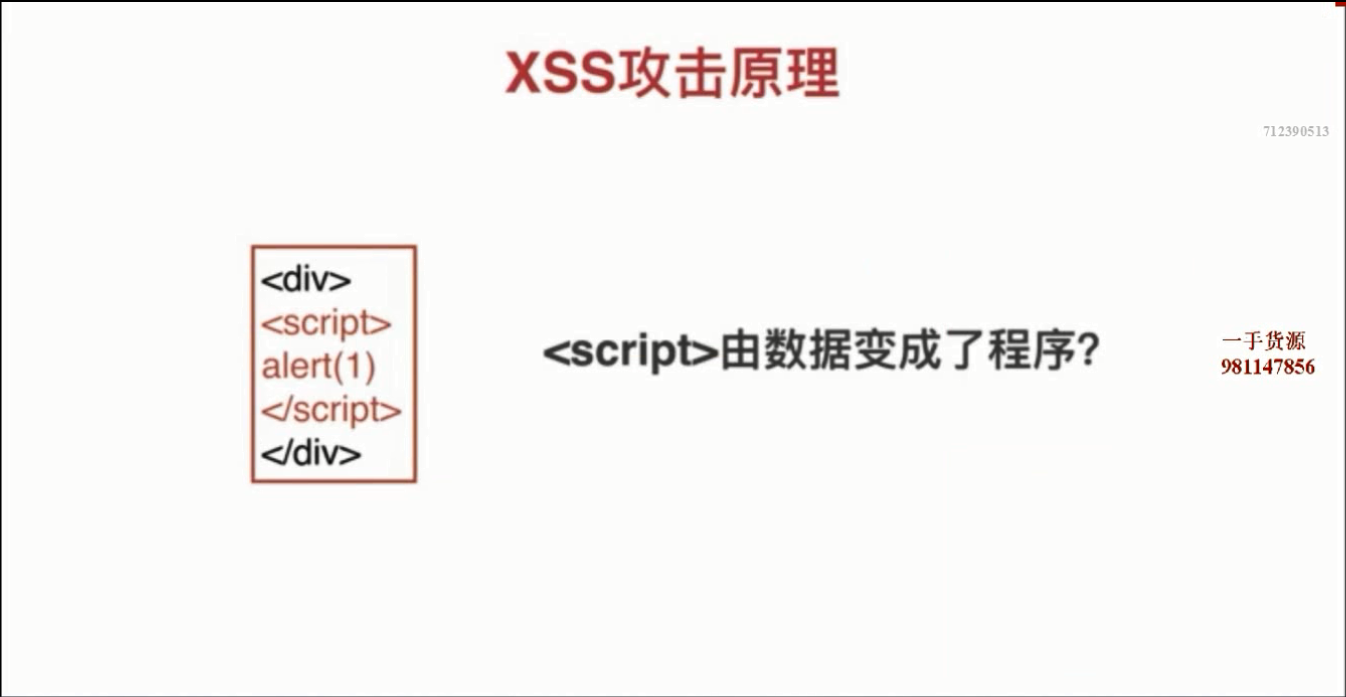 XSS攻击原理
712390513
<div>
<script>
alert(1)
</script>
</div>
<script>由数据变成了程序?
一手货源
981147856